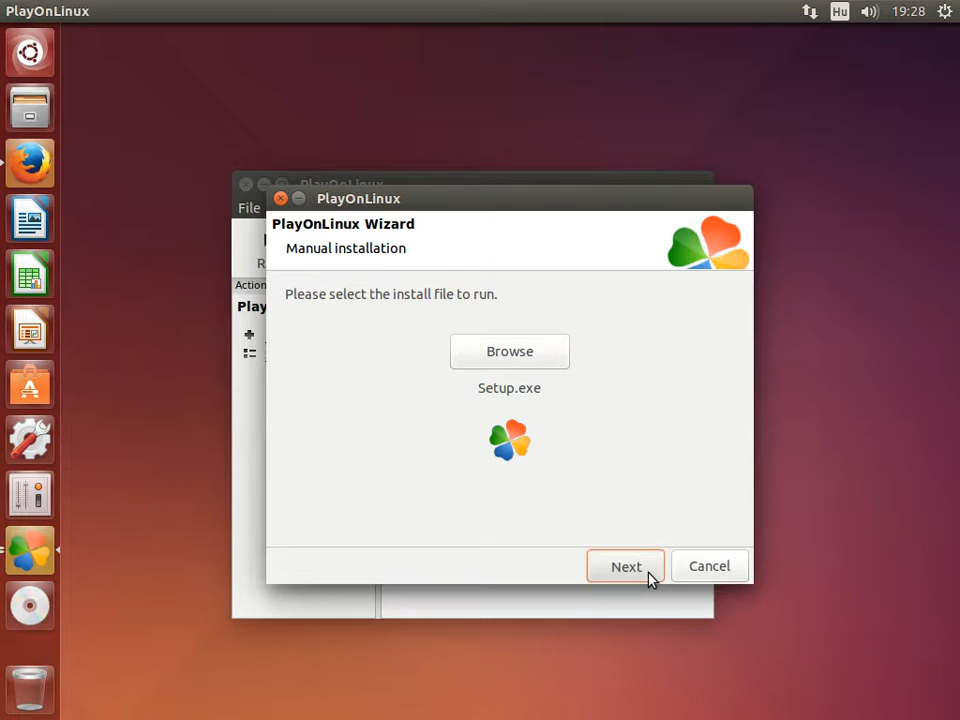 PlayOnLinux
Hu
19:28
PlayOnLinux
File
PlayOnLinux
PlayOnLinux Wizard
Manual installation
R
Action
Play
Please select the install file to run.
Browse
Setup.exe
Next
Cancel